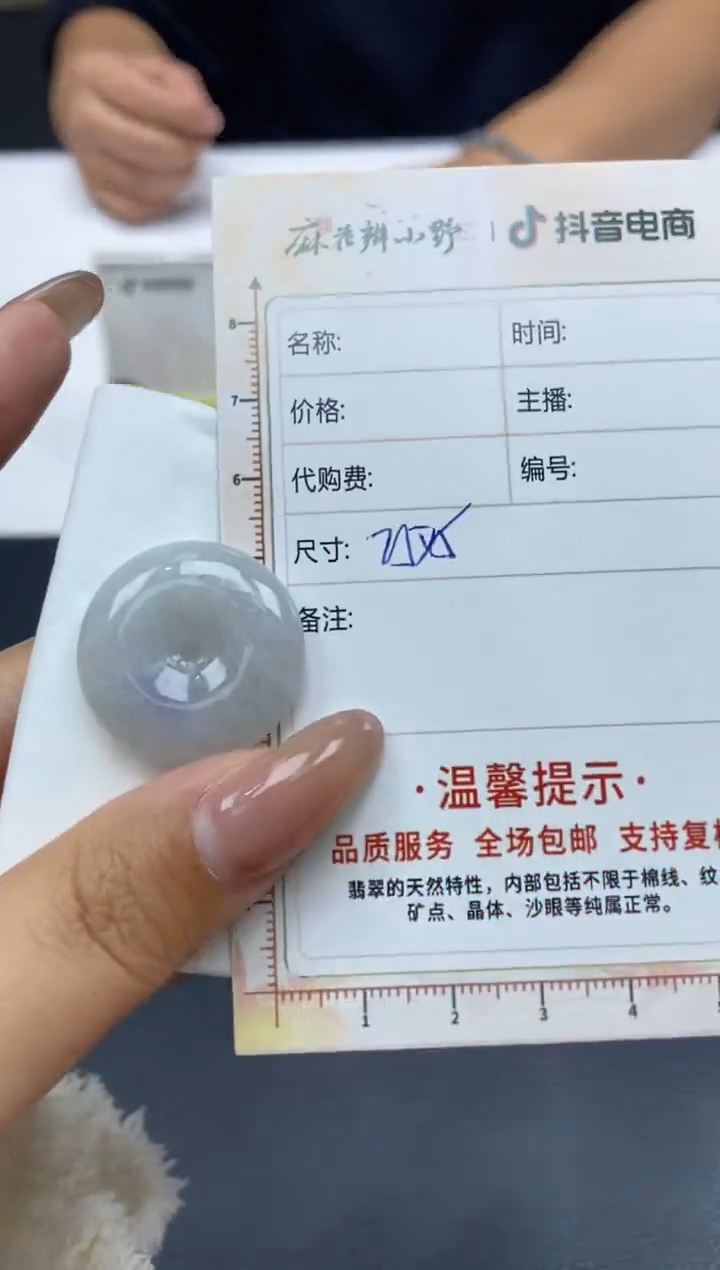 麻花辫小野 | 抖音电商
名称: 时间:
价格: 主播:
代购费: 编号:
尺寸:
备注:
8
7
6
·温馨提示·
品质服务 全场包邮 支持复
翡翠的天然特性，内部包括不限于棉线、纹
矿点、晶体、沙眼等纯属正常。
1 2 3 4